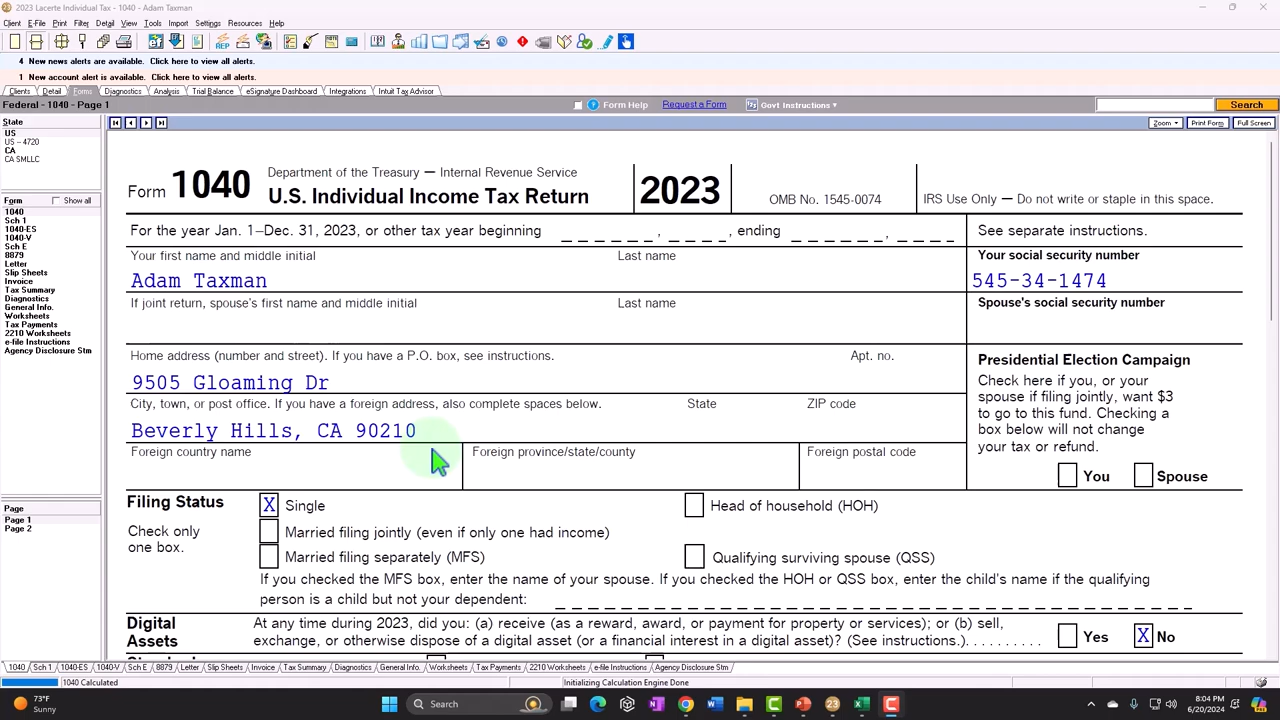 2023 Lacerte Individual Tax - 1040 - Adam Taxman
Client E-File Print Filter Detail View Tools Import Settings Resources Help
REP
4 New news alerts are available. Click here to view all alerts.
1 New account alert is available. Click here to view all alerts.
Clients Detail Forms Diagnostics Analysis Trial Balance eSignature Dashboard Integrations Intuit Tax Advisor
Federal - 1040 - Page 1
Form Help Request a Form Govt Instructions Search
State
US
US - 4720
CA
CA SMLLC
Form Show all
1040
Sch 1
1040-ES
1040-V
Sch E
8879
Letter
Slip Sheets
Invoice
Tax Summary
Diagnostics
General Info.
Worksheets
Tax Payments
2210 Worksheets
e-file Instructions
Agency Disclosure Stm
Page
Page 1
Page 2
Zoom Print Form Full Screen
Form 1040 Department of the Treasury — Internal Revenue Service
U.S. Individual Income Tax Return 2023 OMB No. 1545-0074 IRS Use Only — Do not write or staple in this space.
For the year Jan. 1–Dec. 31, 2023, or other tax year beginning , , ending , See separate instructions.
Your first name and middle initial Last name Your social security number
Adam Taxman 545-34-1474
If joint return, spouse's first name and middle initial Last name Spouse's social security number
Home address (number and street). If you have a P.O. box, see instructions. Apt. no.
9505 Gloaming Dr
City, town, or post office. If you have a foreign address, also complete spaces below. State ZIP code
Beverly Hills, CA 90210
Foreign country name Foreign province/state/county Foreign postal code
Presidential Election Campaign
Check here if you, or your
spouse if filing jointly, want $3
to go to this fund. Checking a
box below will not change
your tax or refund.
You Spouse
Filing Status X Single Head of household (HOH)
Check only
one box.
Married filing jointly (even if only one had income)
Married filing separately (MFS) Qualifying surviving spouse (QSS)
If you checked the MFS box, enter the name of your spouse. If you checked the HOH or QSS box, enter the child's name if the qualifying
person is a child but not your dependent:
Digital
Assets
At any time during 2023, did you: (a) receive (as a reward, award, or payment for property or services); or (b) sell,
exchange, or otherwise dispose of a digital asset (or a financial interest in a digital asset)? (See instructions.) . . . . . . . . . . Yes X No
1040 Sch 1 1040-ES 1040-V Sch E 8879 Letter Slip Sheets Invoice Tax Summary Diagnostics General Info. Worksheets Tax Payments 2210 Worksheets e-file Instructions Agency Disclosure Stm
1040 Calculated Initializing Calculation Engine Done
73°F
Sunny
Search
8:04 PM
6/20/2024